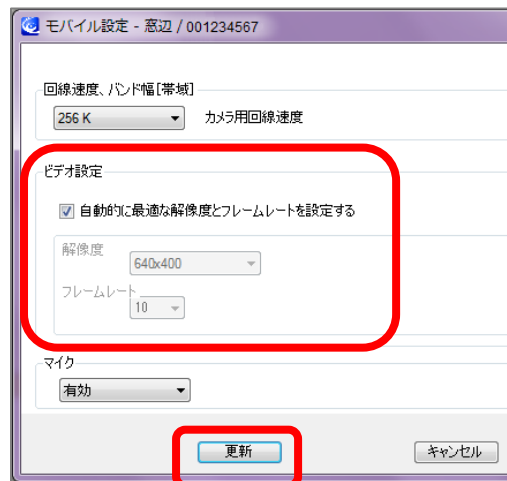 モバイル設定 - 窓辺 / 001234567
回線速度、バンド幅[帯域]
256 K カメラ用回線速度
ビデオ設定
自動的に最適な解像度とフレームレートを設定する
解像度
640x400
フレームレート
10
マイク
有効
更新 キャンセル